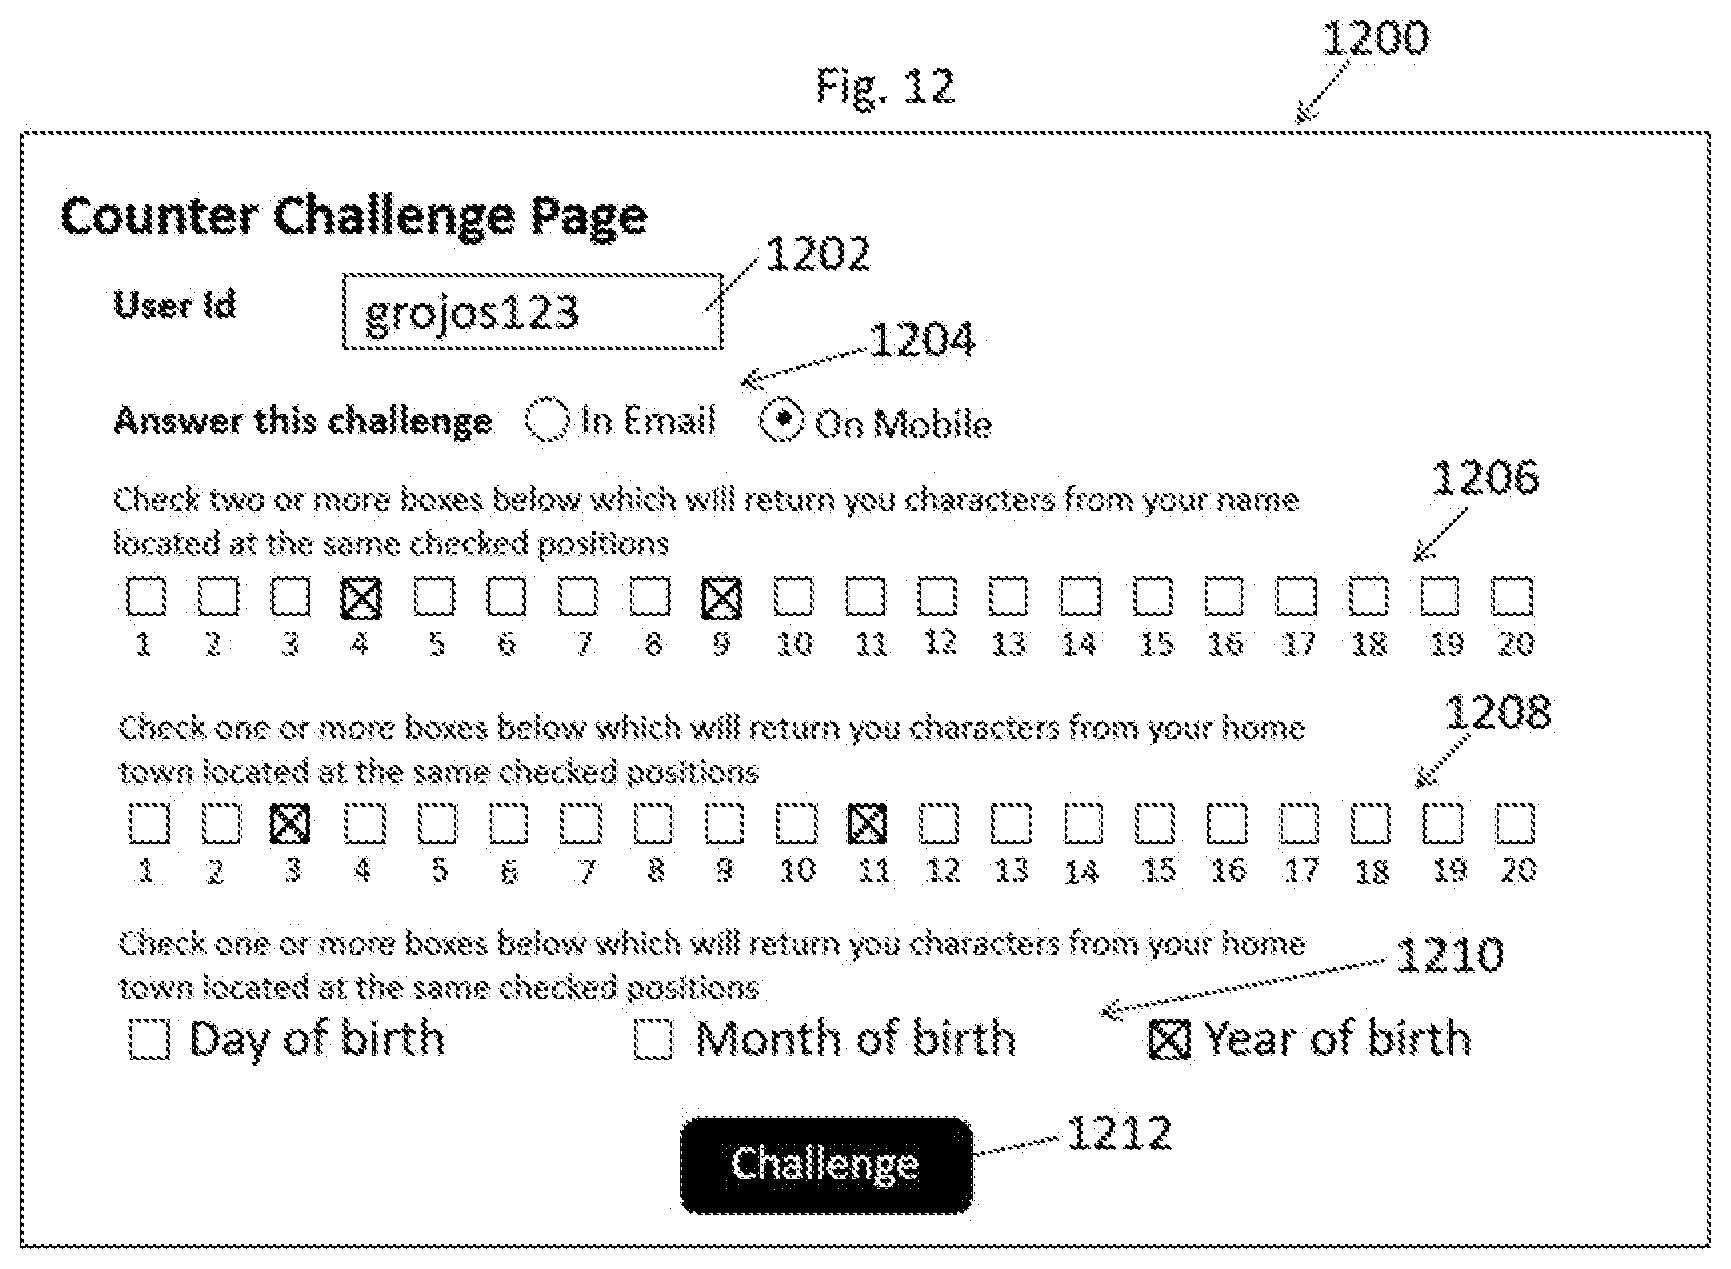 1200
Fig. 12
Counter Challenge Page
1202
User Id grojos123
1204
Answer this challenge In Email On Mobile
1206
Check two or more boxes below which will return you characters from your name
located at the same checked positions
1 2 3 4 5 6 7 8 9 10 11 12 13 14 15 16 17 18 19 20
1208
Check one or more boxes below which will return you characters from your home
town located at the same checked positions
1 2 3 4 5 6 7 8 9 10 11 12 13 14 15 16 17 18 19 20
Check one or more boxes below which will return you characters from your home
1210
town located at the same checked positions
Day of birth Month of birth Year of birth
1212
Challenge